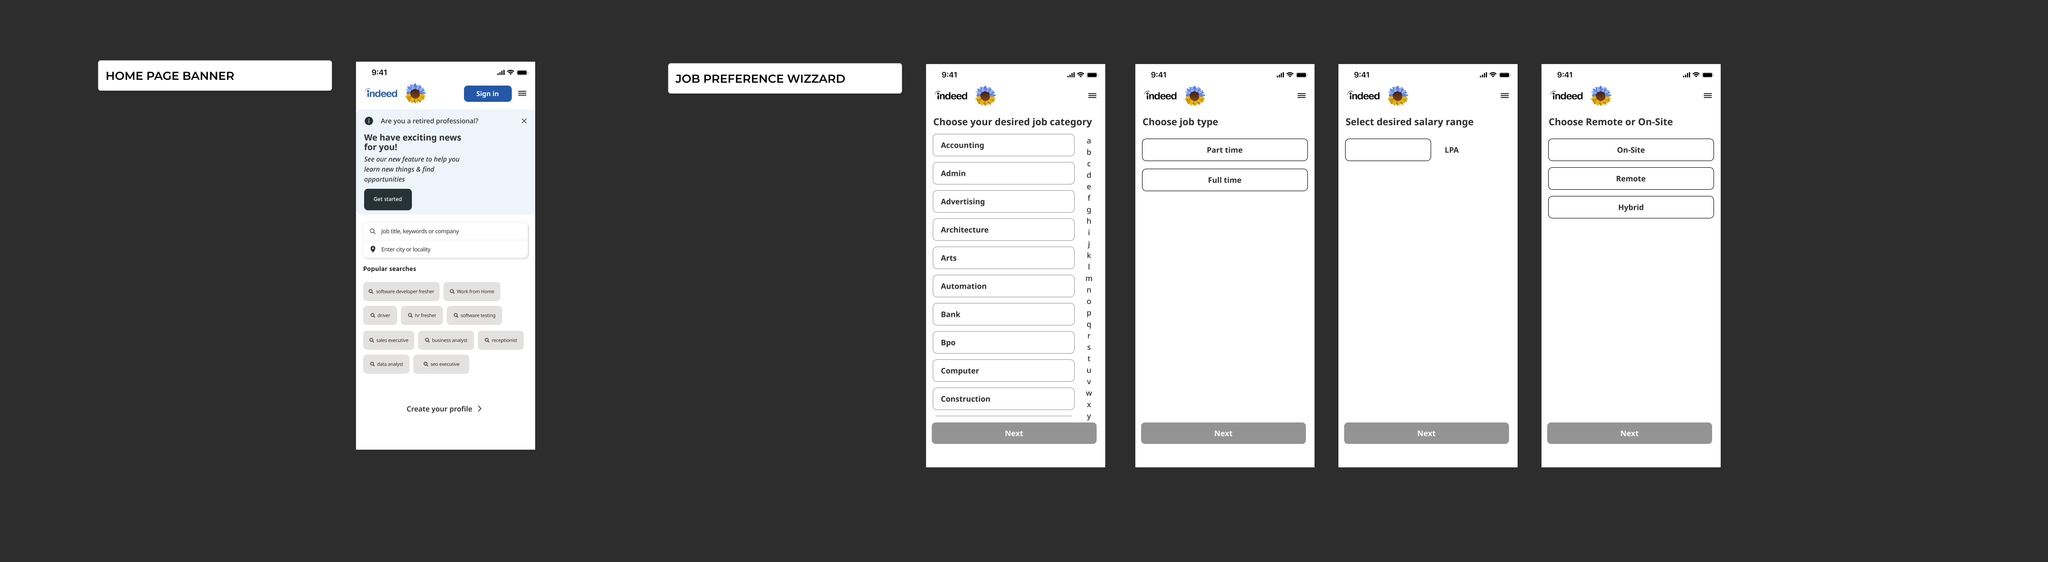 HOME PAGE BANNER
9:41
indeed
Sign in
Are you a retired professional?
We have exciting news
for you!
See our new feature to help you
learn new things & find
opportunities
Get started
Job title, keywords or company
Enter city or locality
Popular searches
software developer fresher
Work from Home
driver
hr fresher
software testing
sales executive
business analyst
receptionist
data analyst
seo executive
Create your profile
JOB PREFERENCE WIZZARD
9:41
indeed
Choose your desired job category
Accounting
Admin
Advertising
Architecture
Arts
Automation
Bank
Bpo
Computer
Construction
a
b
c
d
e
f
g
h
i
j
k
l
m
n
o
p
q
r
s
t
u
v
w
x
y
Next
9:41
indeed
Choose job type
Part time
Full time
Next
9:41
indeed
Select desired salary range
LPA
Next
9:41
indeed
Choose Remote or On-Site
On-Site
Remote
Hybrid
Next